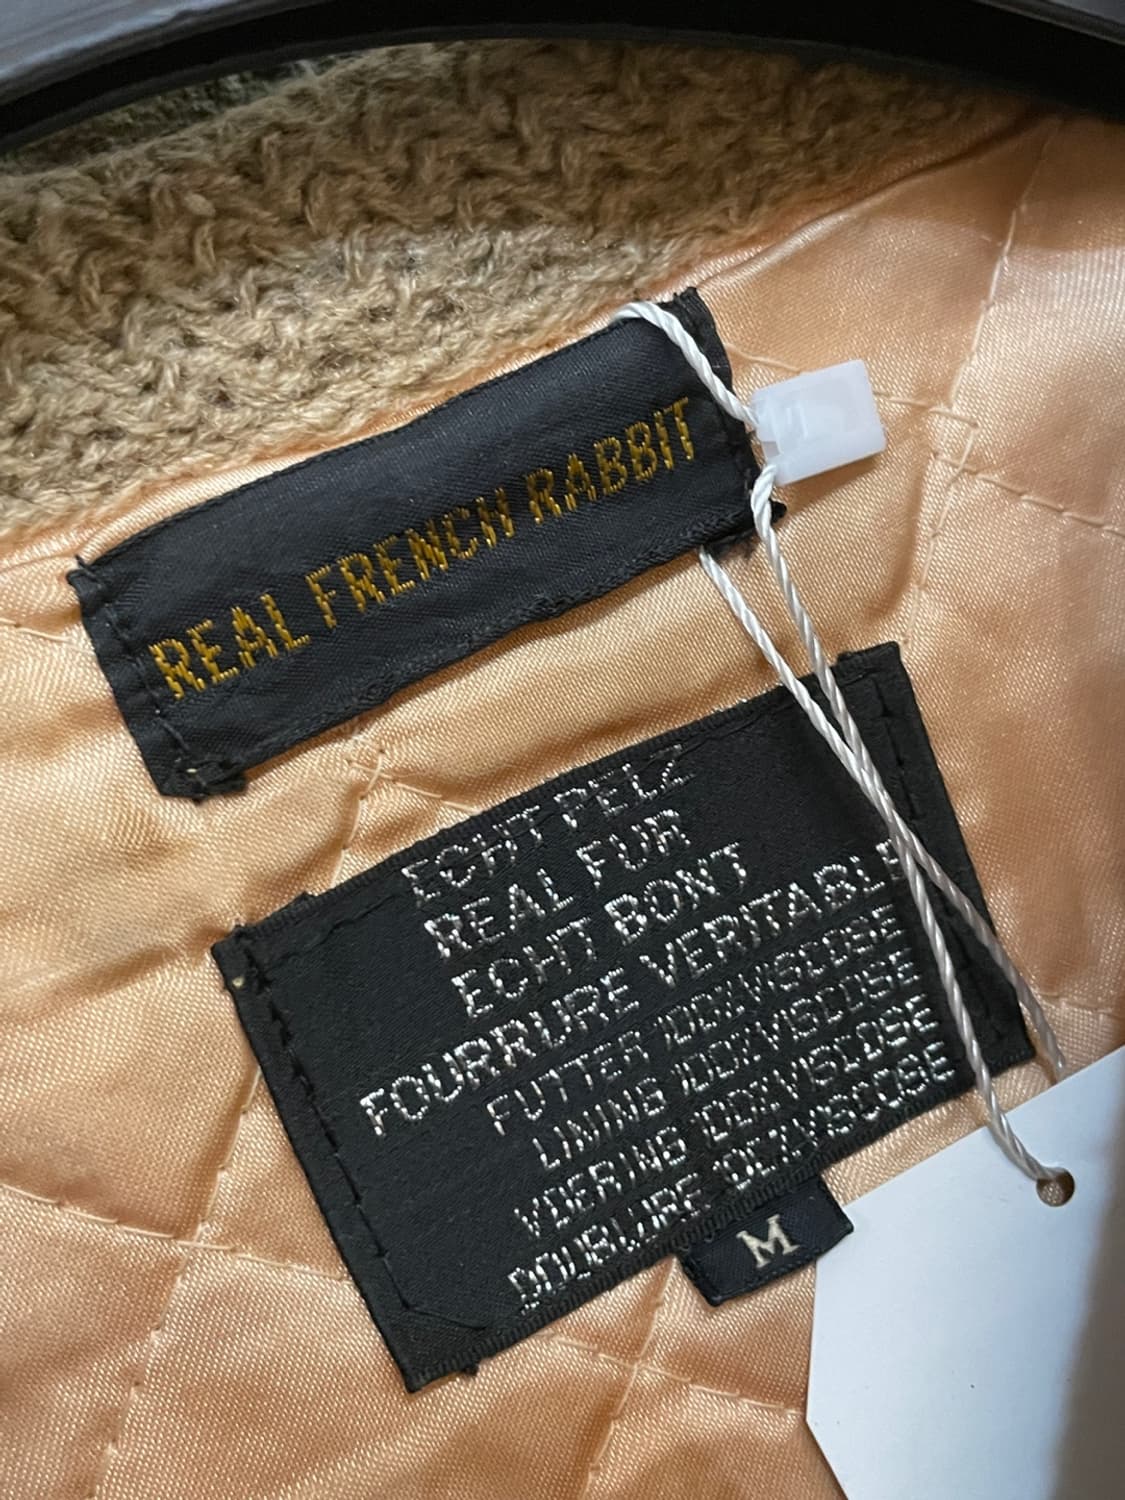 REAL FRENCH RABBIT
ECHT PELZ
REAL FUR
ECHT BONT
FOURRURE VERITABLE
FUTTER 100% VISCOSE
LINING 100% VISCOSE
VOERING 100% VISCOSE
DOUBLURE VISCOSE
M